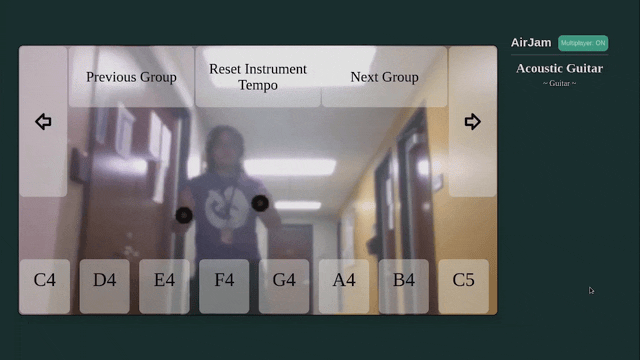 AirJam
Multiplayer: ON
Previous Group
Reset Instrument
Tempo
Next Group
Acoustic Guitar
~ Guitar ~
C4
D4
E4
F4
G4
A4
B4
C5